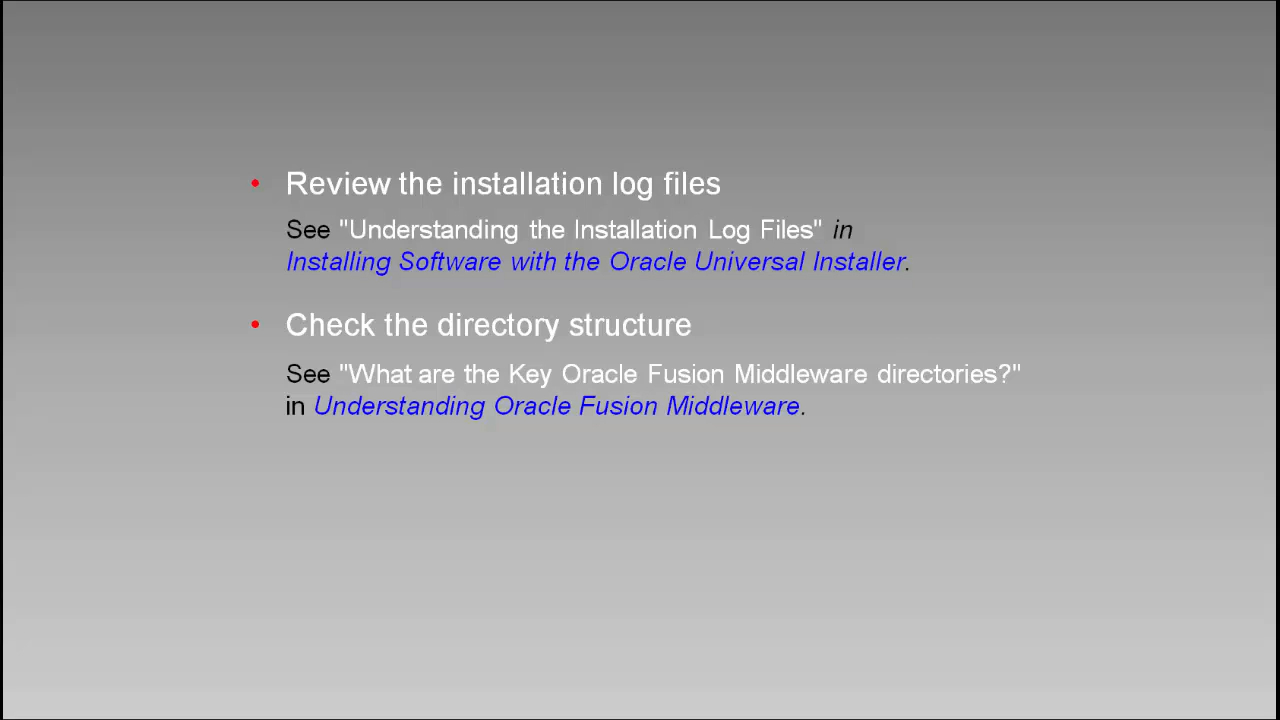 • Review the installation log files
See "Understanding the Installation Log Files" in
Installing Software with the Oracle Universal Installer.
• Check the directory structure
See "What are the Key Oracle Fusion Middleware directories?"
in Understanding Oracle Fusion Middleware.